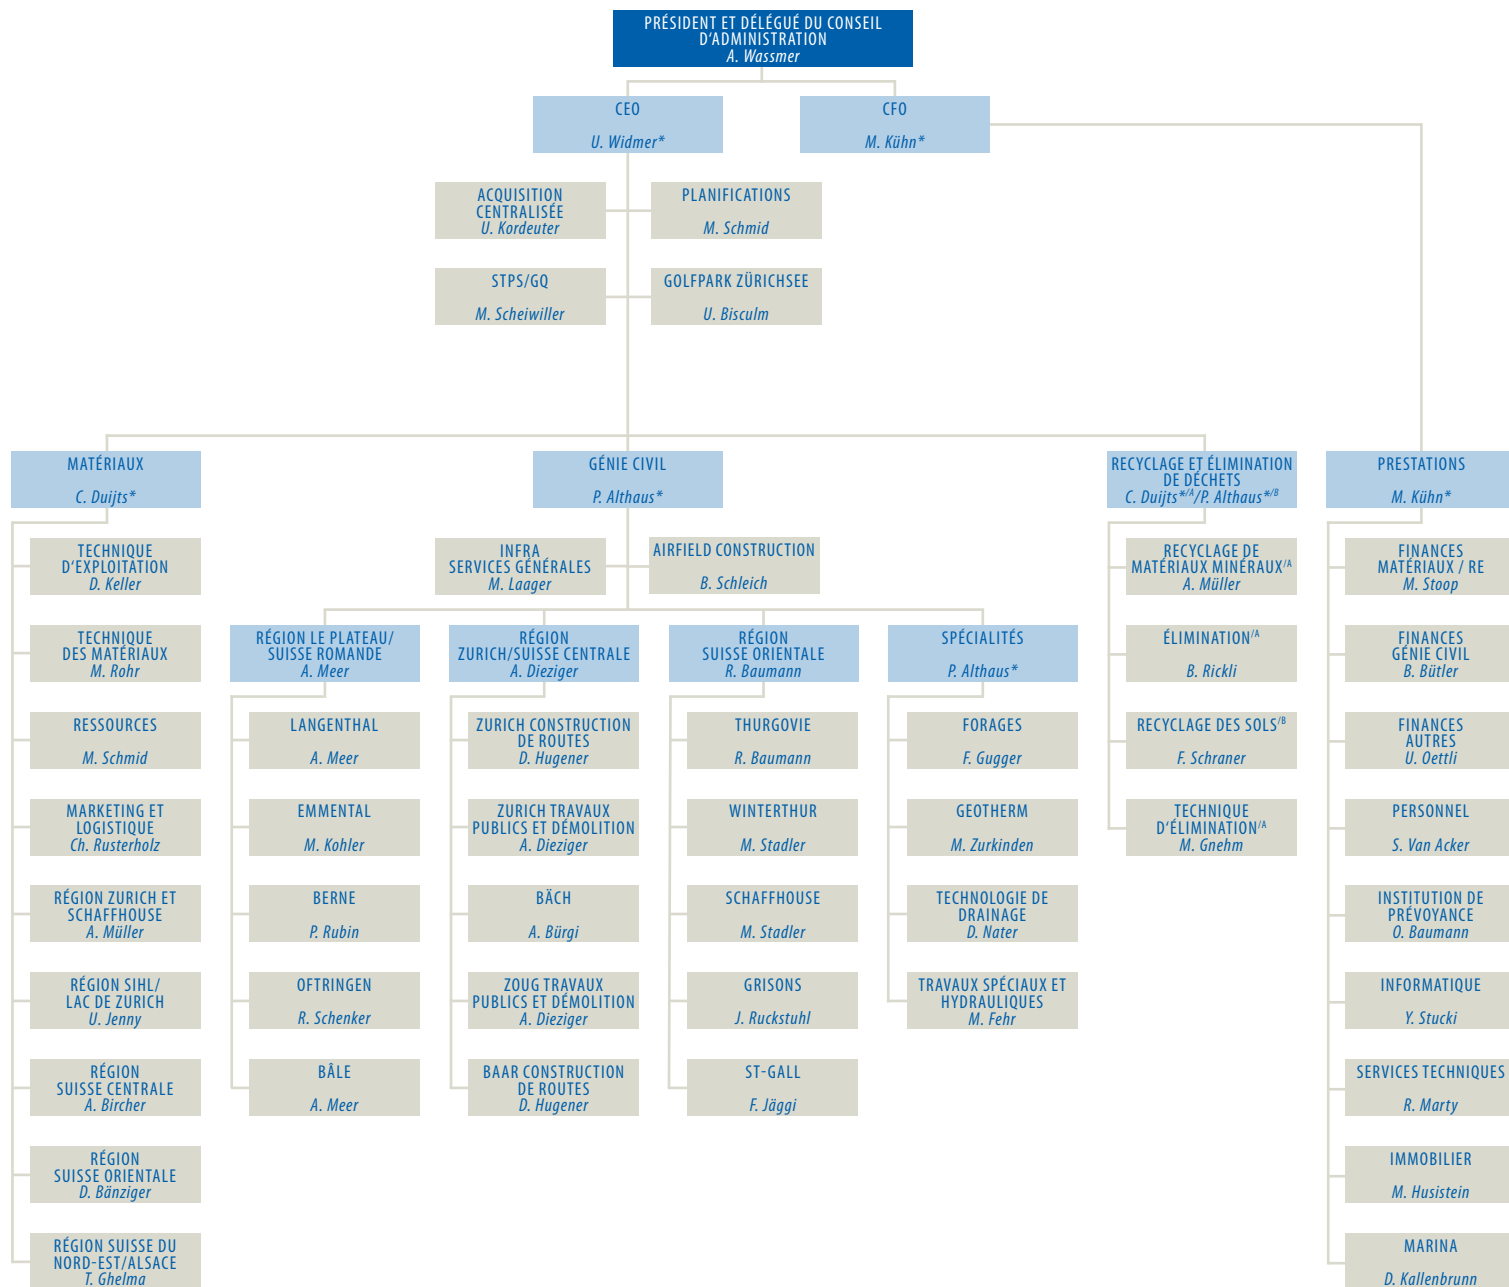 PRÉSIDENT ET DÉLÉGUÉ DU CONSEIL
D'ADMINISTRATION
A. Wassmer
CEO
U. Widmer*
CFO
M. Kühn*
ACQUISITION
CENTRALISÉE
U. Kordeuter
PLANIFICATIONS
M. Schmid
STPS/GQ
M. Scheiwiller
GOLFPARK ZÜRICHSEE
U. Bisculm
MATÉRIAUX
C. Duijts*
TECHNIQUE
D'EXPLOITATION
D. Keller
TECHNIQUE
DES MATÉRIAUX
M. Rohr
RESSOURCES
M. Schmid
MARKETING ET
LOGISTIQUE
Ch. Rusterholz
RÉGION ZURICH ET
SCHAFFHOUSE
A. Müller
RÉGION SIHL/
LAC DE ZURICH
U. Jenny
RÉGION
SUISSE CENTRALE
A. Bircher
RÉGION
SUISSE ORIENTALE
D. Bänziger
RÉGION SUISSE DU
NORD-EST/ALSACE
T. Ghelma
GÉNIE CIVIL
P. Althaus*
INFRA
SERVICES GÉNÉRALES
M. Laager
AIRFIELD CONSTRUCTION
B. Schleich
RÉGION LE PLATEAU/
SUISSE ROMANDE
A. Meer
LANGENTHAL
A. Meer
EMMENTAL
M. Kohler
BERNE
P. Rubin
OFTRINGEN
R. Schenker
BÂLE
A. Meer
RÉGION
ZURICH/SUISSE CENTRALE
A. Dieziger
ZURICH CONSTRUCTION
DE ROUTES
D. Hugener
ZURICH TRAVAUX
PUBLICS ET DÉMOLITION
A. Dieziger
BÄCH
A. Bürgi
ZOUG TRAVAUX
PUBLICS ET DÉMOLITION
A. Dieziger
BAAR CONSTRUCTION
DE ROUTES
D. Hugener
RÉGION
SUISSE ORIENTALE
R. Baumann
THURGOVIE
R. Baumann
WINTERTHUR
M. Stadler
SCHAFFHOUSE
M. Stadler
GRISONS
J. Ruckstuhl
ST-GALL
F. Jäggi
SPÉCIALITÉS
P. Althaus*
FORAGES
F. Gugger
GEOTHERM
M. Zurkinden
TECHNOLOGIE DE
DRAINAGE
D. Nater
TRAVAUX SPÉCIAUX ET
HYDRAULIQUES
M. Fehr
RECYCLAGE ET ÉLIMINATION
DE DÉCHETS
C. Duijts*/A/P. Althaus*/B
RECYCLAGE DE
MATÉRIAUX MINÉRAUX/A
A. Müller
ÉLIMINATION/A
B. Rickli
RECYCLAGE DES SOLS/B
F. Schraner
TECHNIQUE
D'ÉLIMINATION/A
M. Gnehm
PRESTATIONS
M. Kühn*
FINANCES
MATÉRIAUX / RE
M. Stoop
FINANCES
GÉNIE CIVIL
B. Bütler
FINANCES
AUTRES
U. Oettli
PERSONNEL
S. Van Acker
INSTITUTION DE
PRÉVOYANCE
O. Baumann
INFORMATIQUE
Y. Stucki
SERVICES TECHNIQUES
R. Marty
IMMOBILIER
M. Husistein
MARINA
D. Kallenbrunn